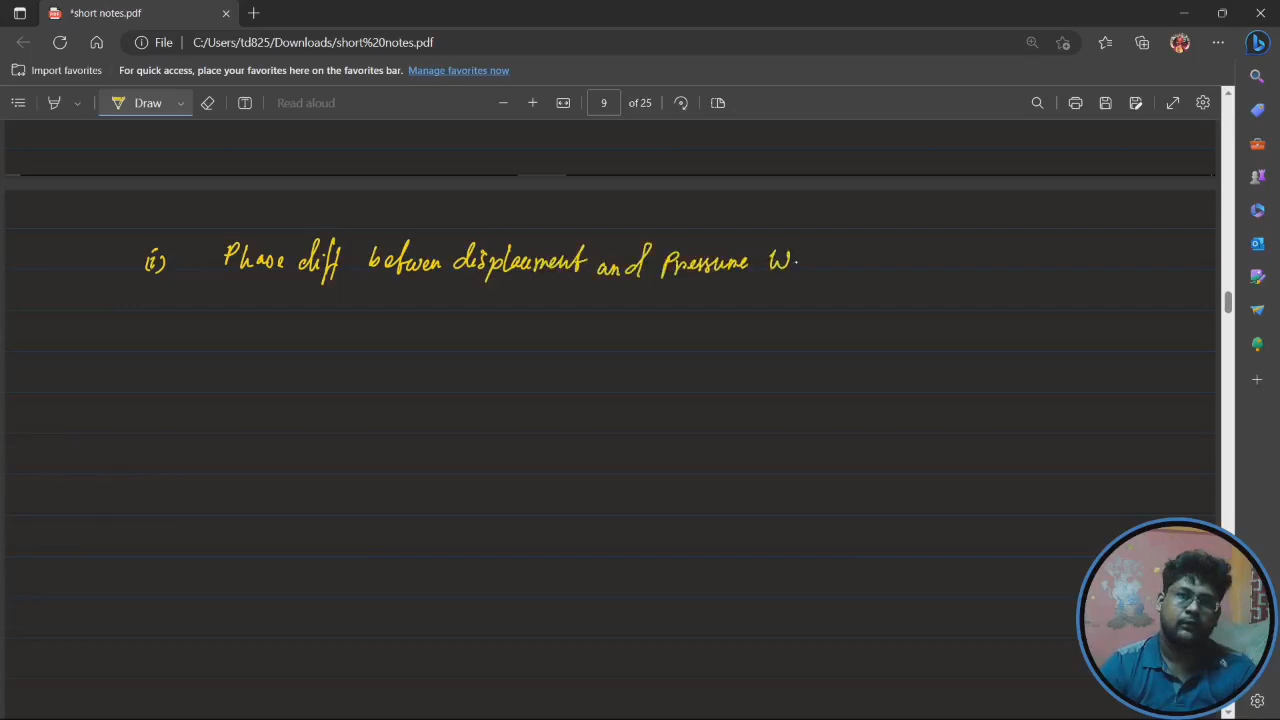 *short notes.pdf
File C:/Users/td825/Downloads/short%20notes.pdf
Import favorites For quick access, place your favorites here on the favorites bar. Manage favorites now
Draw Read aloud 9 of 25
(i) Phase diff between displacement and Pressure W